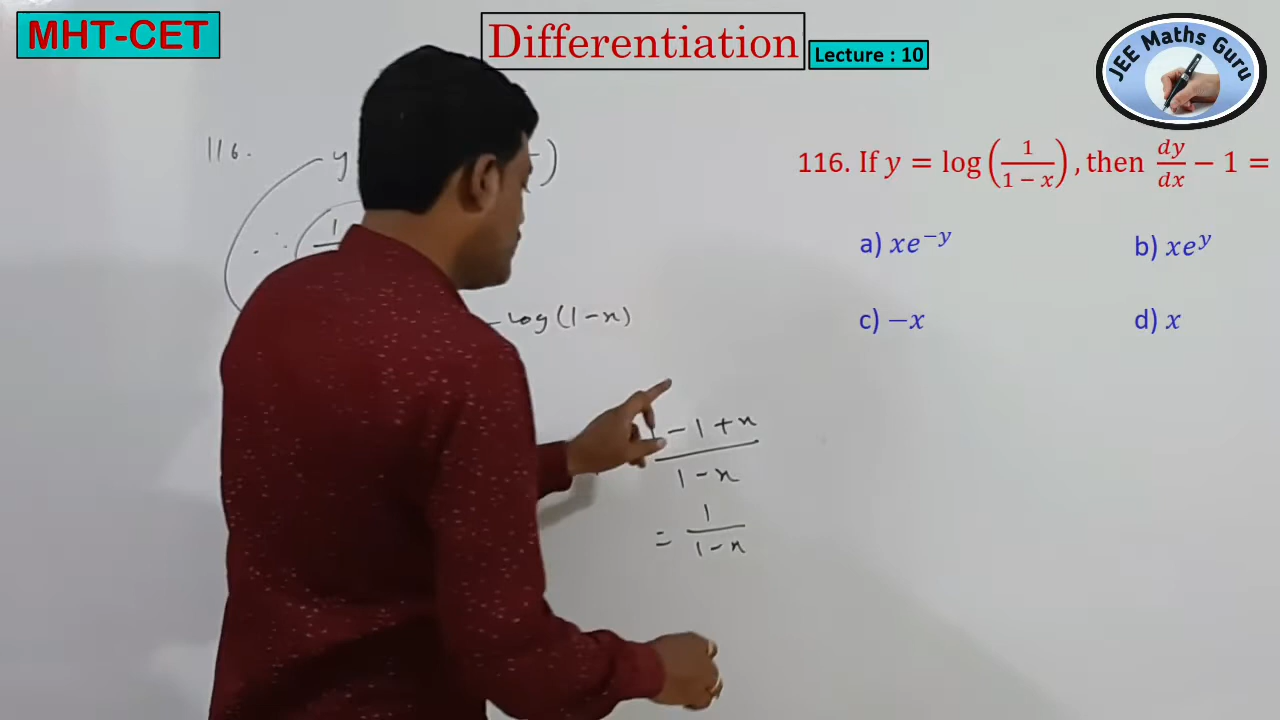 MHT-CET
Differentiation
Lecture : 10
JEE Maths Guru
116. If y = log (1/(1 − x)), then dy/dx − 1 =
a) xe^−y
b) xe^y
c) −x
d) x
116. y )
∴ 1
log(1-x)
-1+x
1-x
= 1
1-x